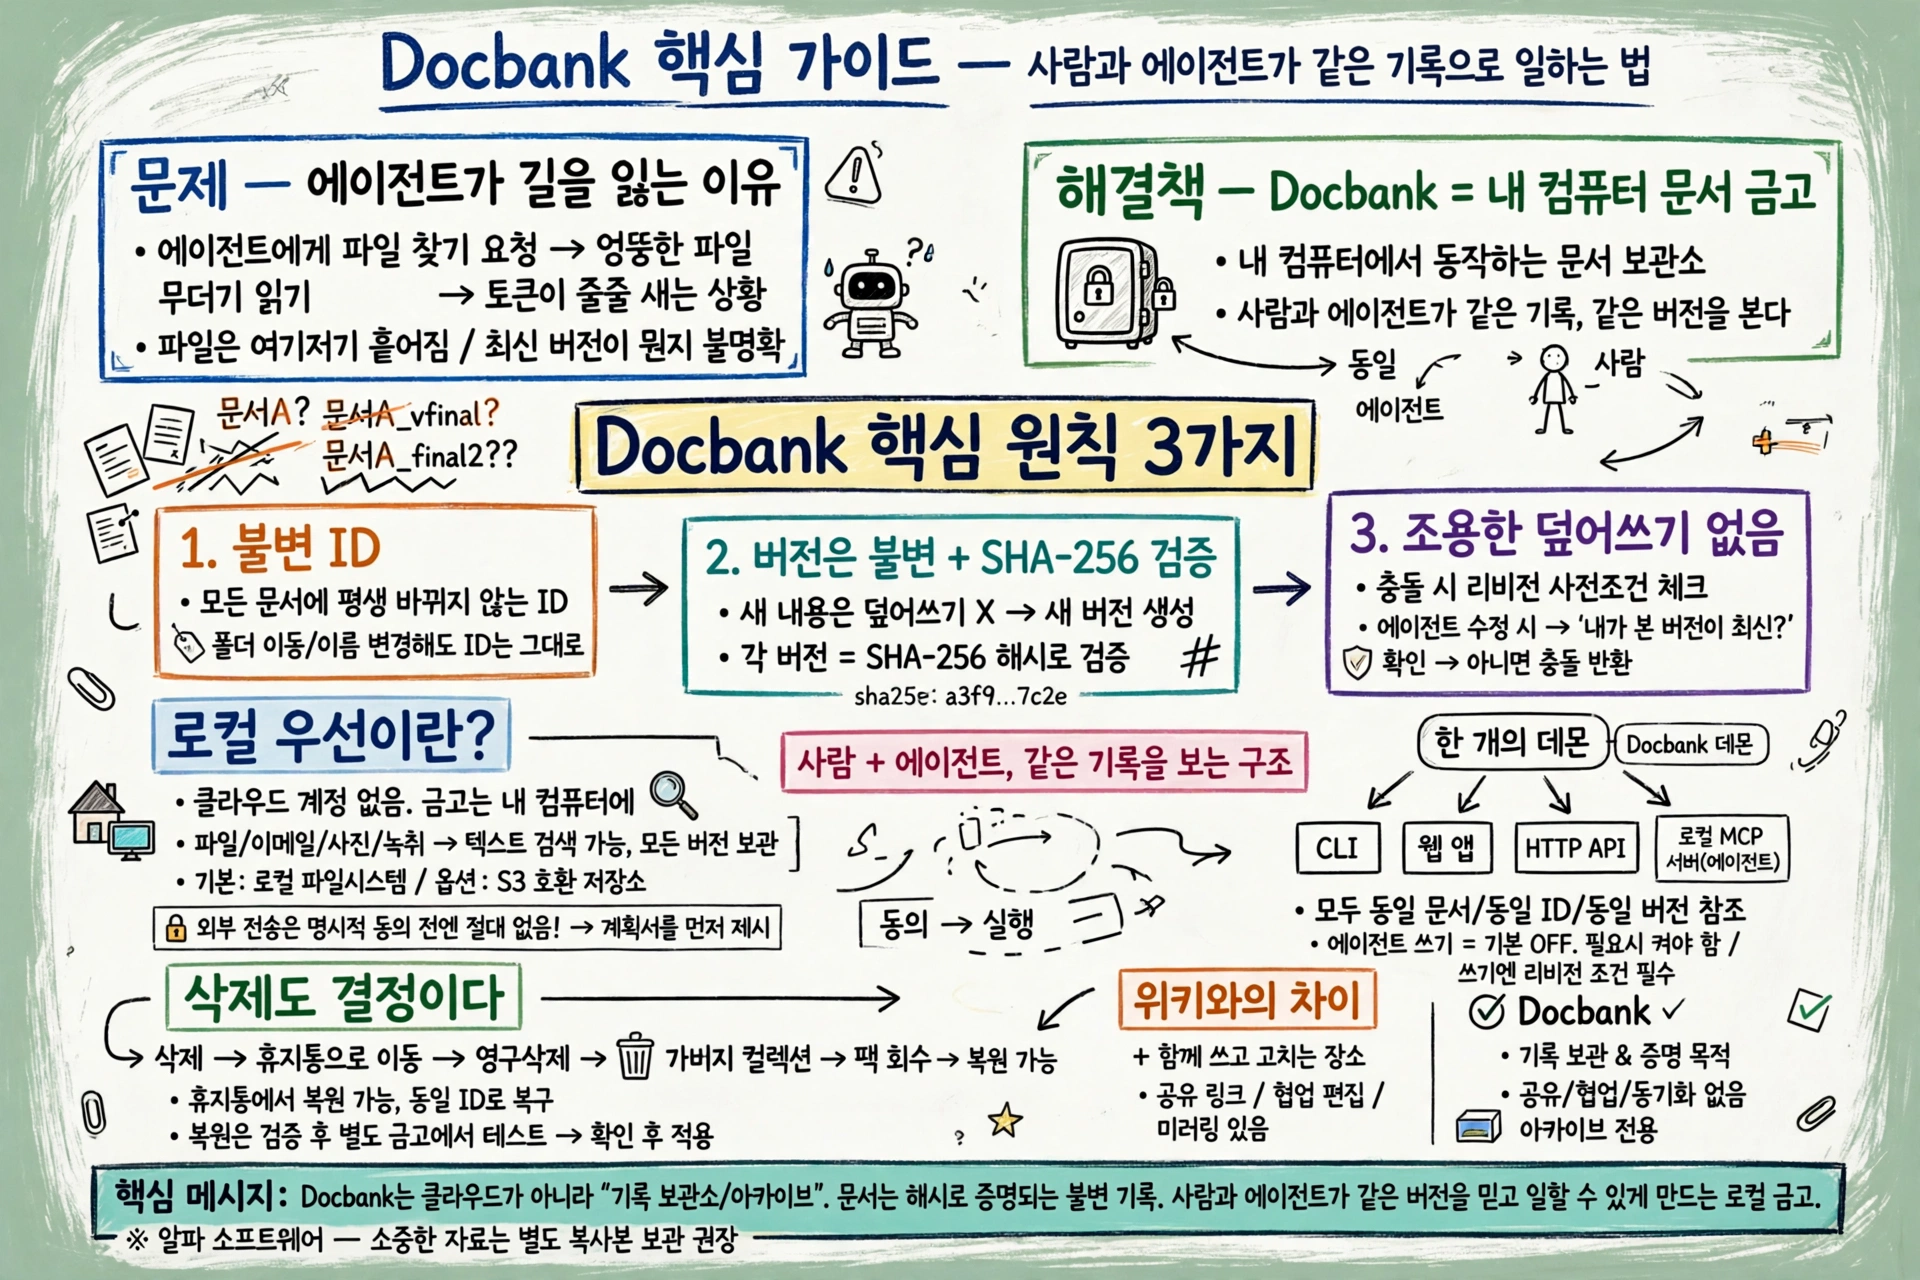 Docbank 핵심 가이드 — 사람과 에이전트가 같은 기록으로 일하는 법
문제 — 에이전트가 길을 잃는 이유
• 에이전트에게 파일 찾기 요청 → 엉뚱한 파일
무더기 읽기 → 토큰이 줄줄 새는 상황
• 파일은 여기저기 흩어짐 / 최신 버전이 뭔지 불명확
해결책 — Docbank = 내 컴퓨터 문서 금고
• 내 컴퓨터에서 동작하는 문서 보관소
• 사람과 에이전트가 같은 기록, 같은 버전을 본다
동일
에이전트
사람
문서A? 문서A_vfinal?
문서A_final2??
Docbank 핵심 원칙 3가지
1. 불변 ID
• 모든 문서에 평생 바뀌지 않는 ID
폴더 이동/이름 변경해도 ID는 그대로
2. 버전은 불변 + SHA-256 검증
• 새 내용은 덮어쓰기 X → 새 버전 생성
• 각 버전 = SHA-256 해시로 검증 #
sha25e: a3f9...7c2e
3. 조용한 덮어쓰기 없음
• 충돌 시 리비전 사전조건 체크
• 에이전트 수정 시 → ‘내가 본 버전이 최신?’
확인 → 아니면 충돌 반환
로컬 우선이란?
• 클라우드 계정 없음. 금고는 내 컴퓨터에
• 파일/이메일/사진/녹취 → 텍스트 검색 가능, 모든 버전 보관
• 기본: 로컬 파일시스템 / 옵션: S3 호환 저장소
외부 전송은 명시적 동의 전엔 절대 없음! → 계획서를 먼저 제시
사람 + 에이전트, 같은 기록을 보는 구조
동의 → 실행
한 개의 데몬 Docbank 데몬
CLI
웹 앱
HTTP API
로컬 MCP
서버(에이전트)
• 모두 동일 문서/동일 ID/동일 버전 참조
• 에이전트 쓰기 = 기본 OFF. 필요시 켜야 함 /
쓰기엔 리비전 조건 필수
삭제도 결정이다
삭제 → 휴지통으로 이동 → 영구삭제 → 가버지 컬렉션 → 팩 회수 → 복원 가능
• 휴지통에서 복원 가능, 동일 ID로 복구
• 복원은 검증 후 별도 금고에서 테스트 → 확인 후 적용
위키와의 차이
+ 함께 쓰고 고치는 장소
• 공유 링크 / 협업 편집 /
미러링 있음
Docbank ✓
• 기록 보관 & 증명 목적
• 공유/협업/동기화 없음
아카이브 전용
핵심 메시지: Docbank는 클라우드가 아니라 “기록 보관소/아카이브”. 문서는 해시로 증명되는 불변 기록. 사람과 에이전트가 같은 버전을 믿고 일할 수 있게 만드는 로컬 금고.
※ 알파 소프트웨어 — 소중한 자료는 별도 복사본 보관 권장